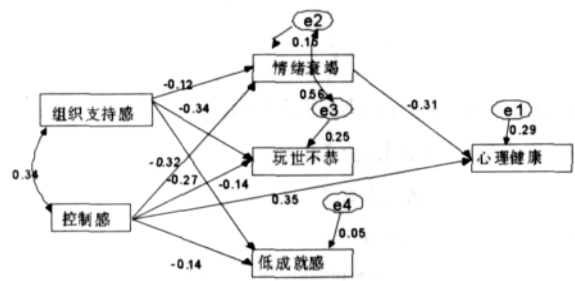 e2
0.15
情绪衰竭
-0.12
0.56
e3
-0.31
e1
组织支持感
-0.34
0.25
0.29
玩世不恭
心理健康
-0.32
0.34
-0.27
-0.14
0.35
e4
控制感
0.05
-0.14
低成就感